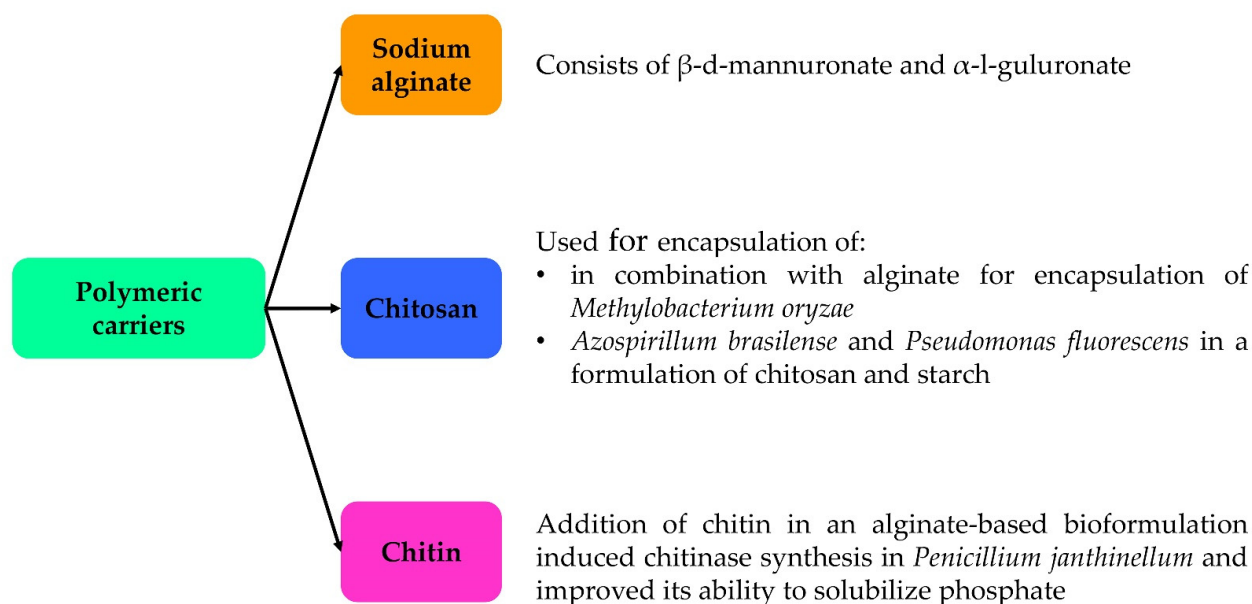 Sodium
alginate
Consists of β-d-mannuronate and α-l-guluronate
Polymeric
carriers
Chitosan
Used for encapsulation of:
• in combination with alginate for encapsulation of
Methylobacterium oryzae
• Azospirillum brasilense and Pseudomonas fluorescens in a
formulation of chitosan and starch
Chitin
Addition of chitin in an alginate-based bioformulation
induced chitinase synthesis in Penicillium janthinellum and
improved its ability to solubilize phosphate